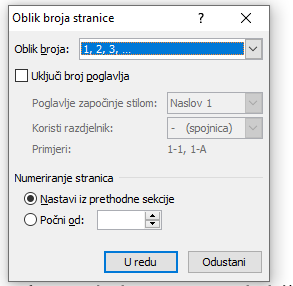 Oblik broja stranice
Oblik broja: 1, 2, 3, ...
Uključi broj poglavlja
Poglavlje započinje stilom: Naslov 1
Koristi razdjelnik: - (spojnica)
Primjeri: 1-1, 1-A
Numeriranje stranica
Nastavi iz prethodne sekcije
Počni od:
U redu Odustani